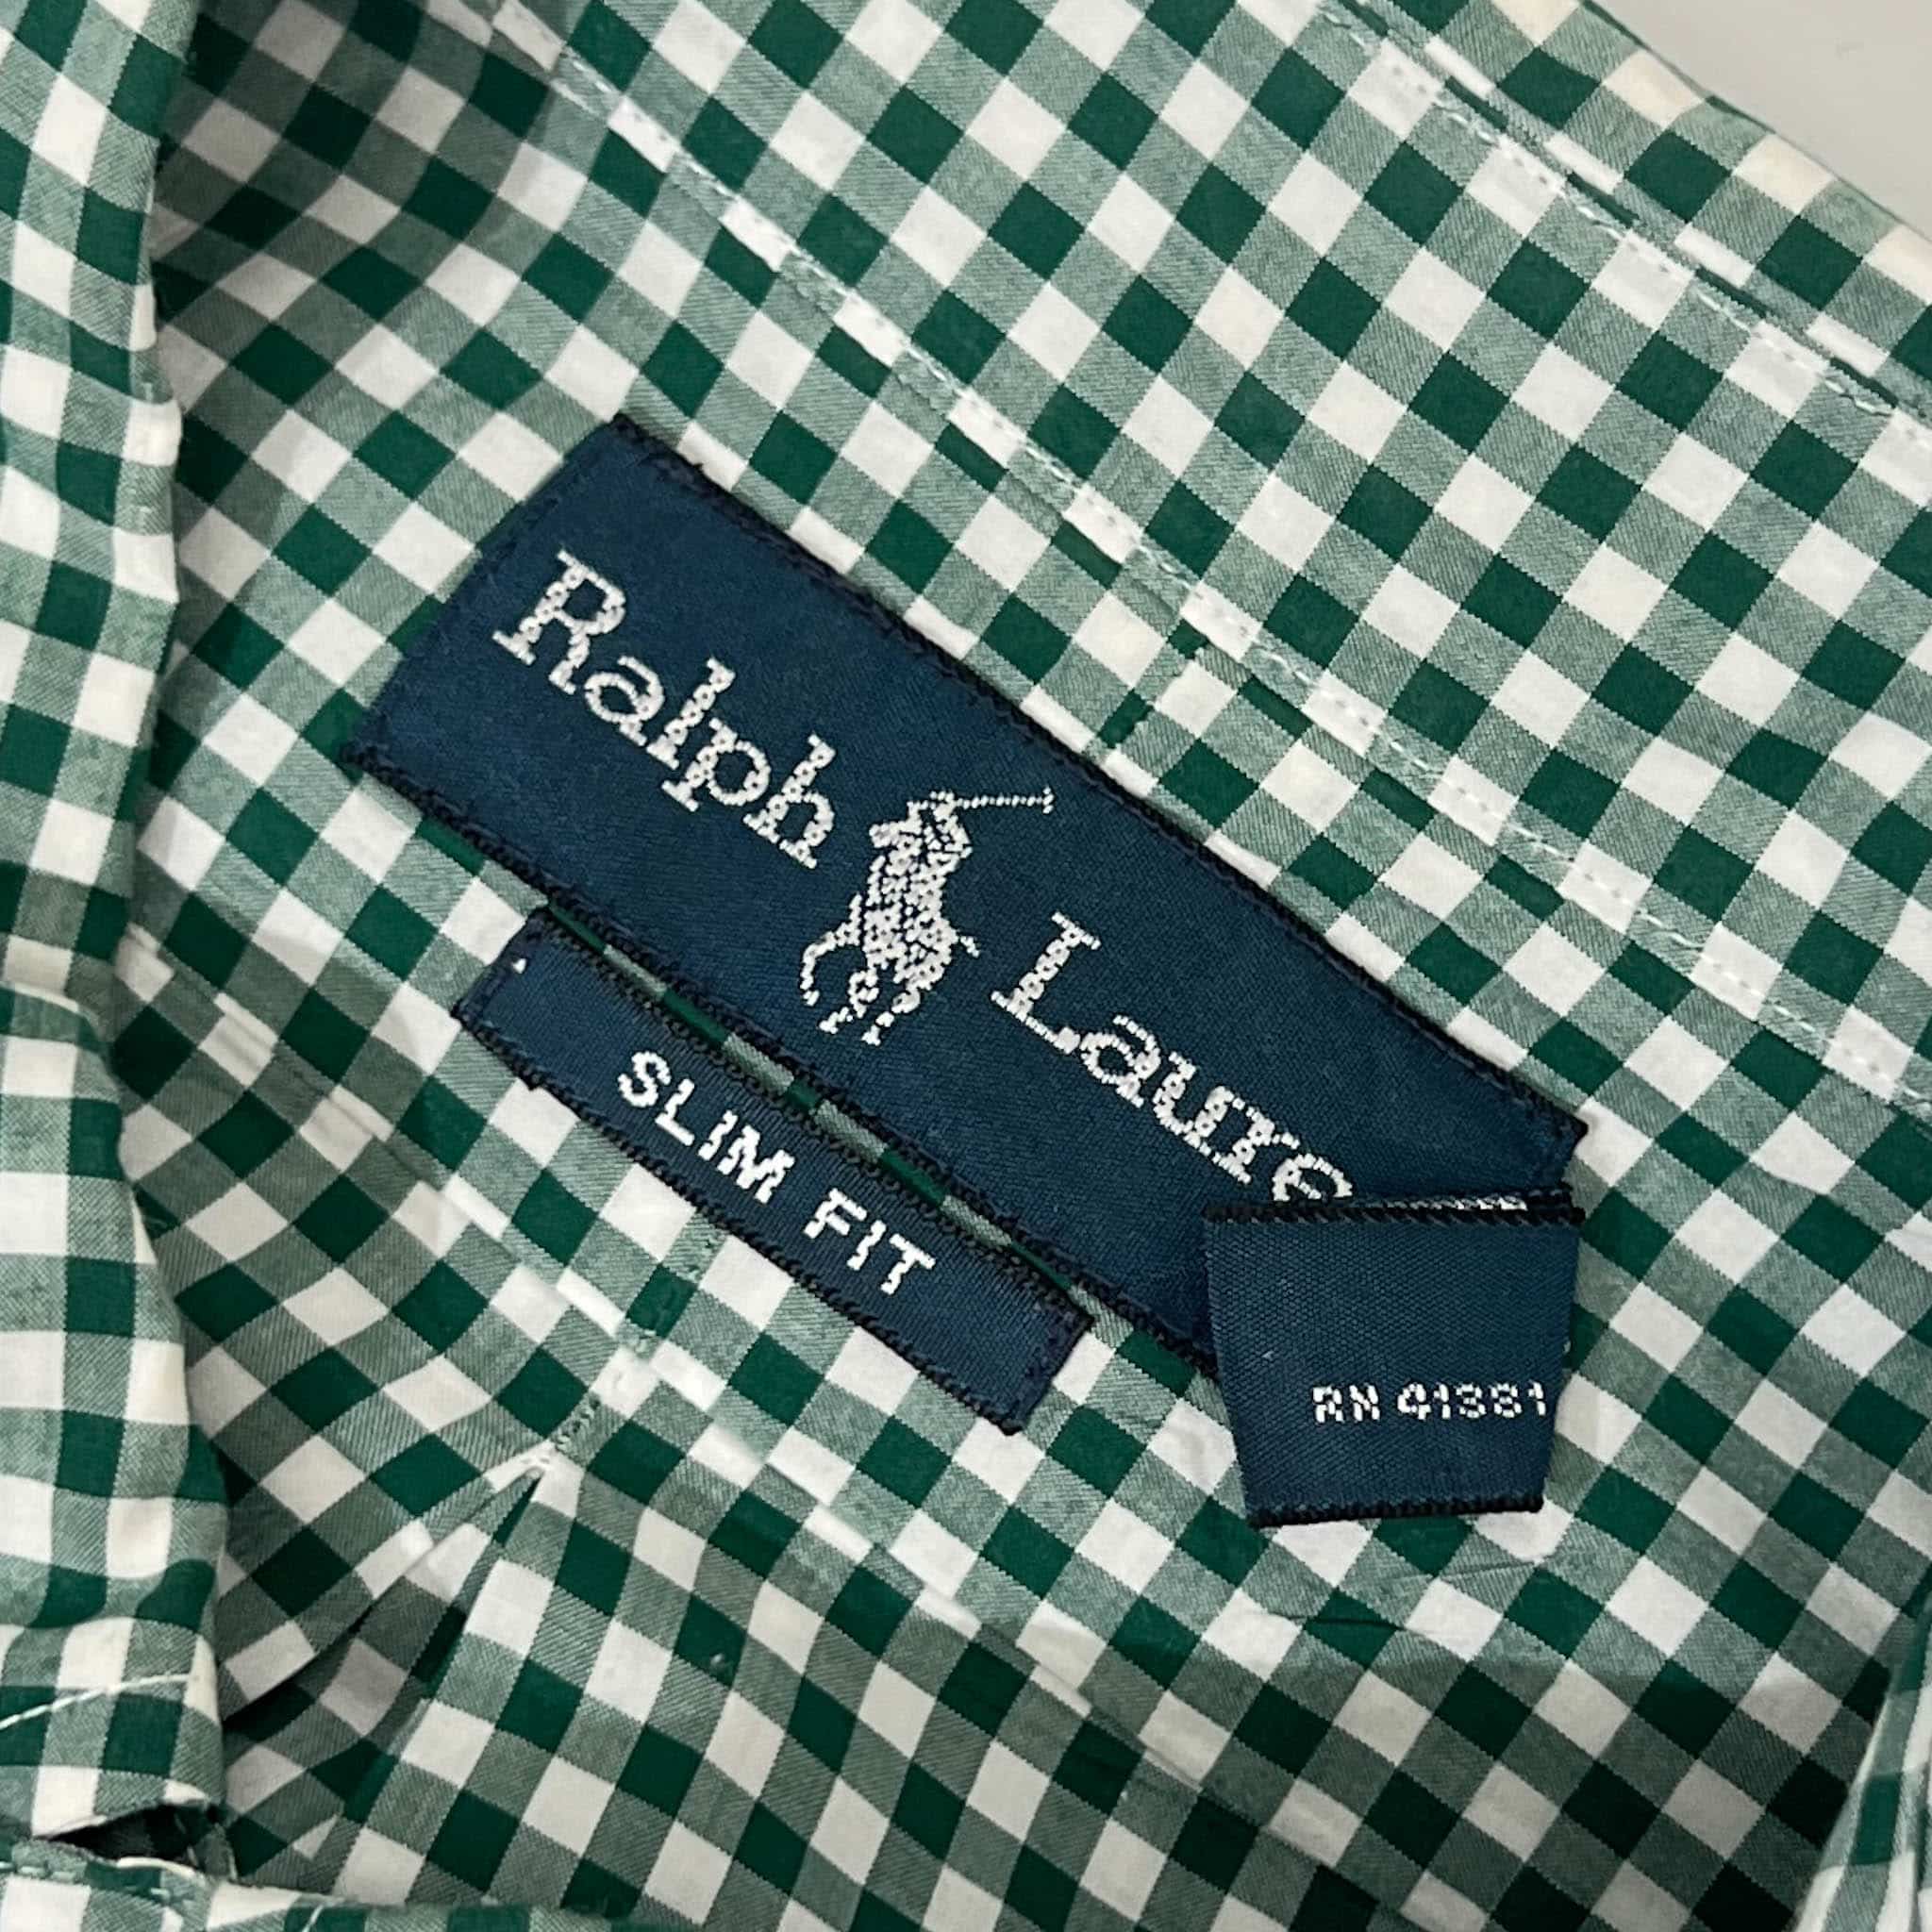 Ralph Laure
SLIM FIT
RN 41381